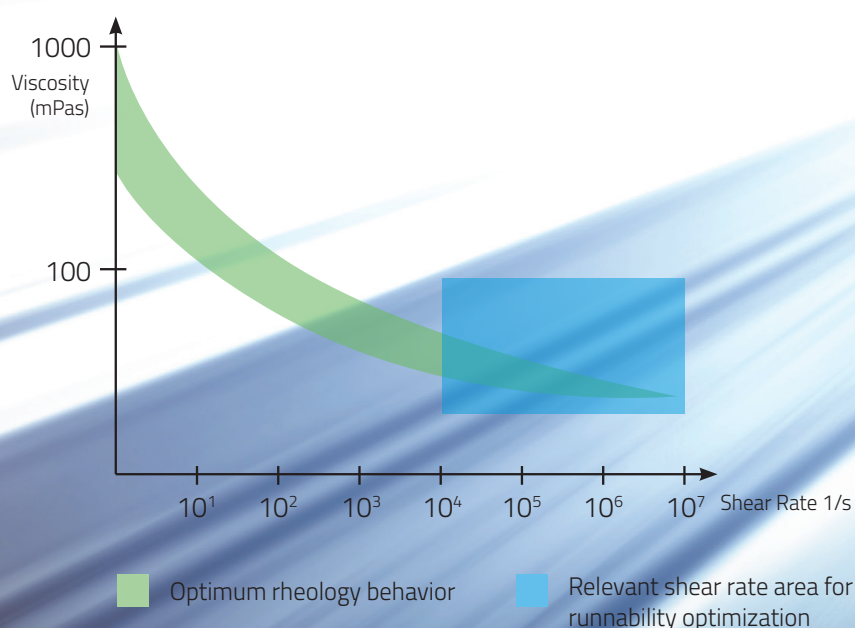 1000
Viscosity
(mPas)
100
10¹ 10² 10³ 10⁴ 10⁵ 10⁶ 10⁷ Shear Rate 1/s
Optimum rheology behavior
Relevant shear rate area for
runnability optimization